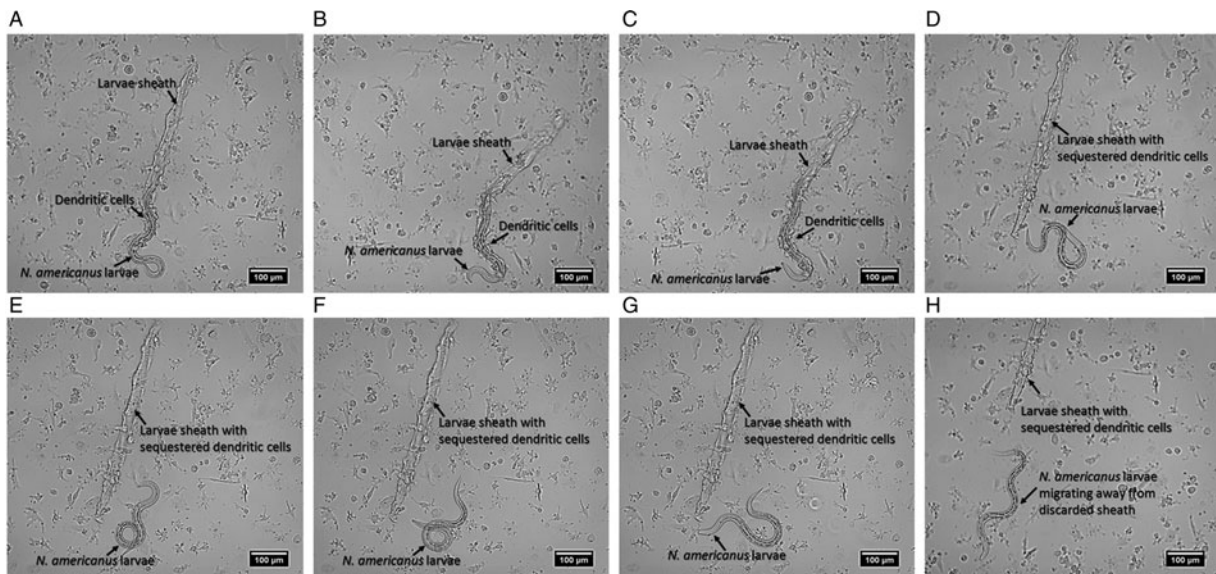 A
Larvae sheath
Dendritic cells
N. americanus larvae
100 µm
B
Larvae sheath
Dendritic cells
N. americanus larvae
100 µm
C
Larvae sheath
Dendritic cells
N. americanus larvae
100 µm
D
Larvae sheath with
sequestered dendritic cells
N. americanus larvae
100 µm
E
Larvae sheath with
sequestered dendritic cells
N. americanus larvae
100 µm
F
Larvae sheath with
sequestered dendritic cells
N. americanus larvae
100 µm
G
Larvae sheath with
sequestered dendritic cells
N. americanus larvae
100 µm
H
Larvae sheath with
sequestered dendritic cells
N. americanus larvae
migrating away from
discarded sheath
100 µm